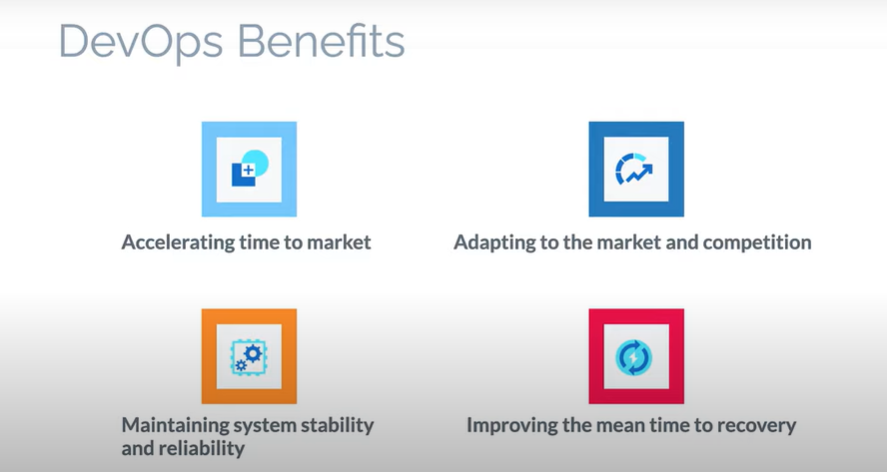 DevOps Benefits
Accelerating time to market
Adapting to the market and competition
Maintaining system stability
and reliability
Improving the mean time to recovery